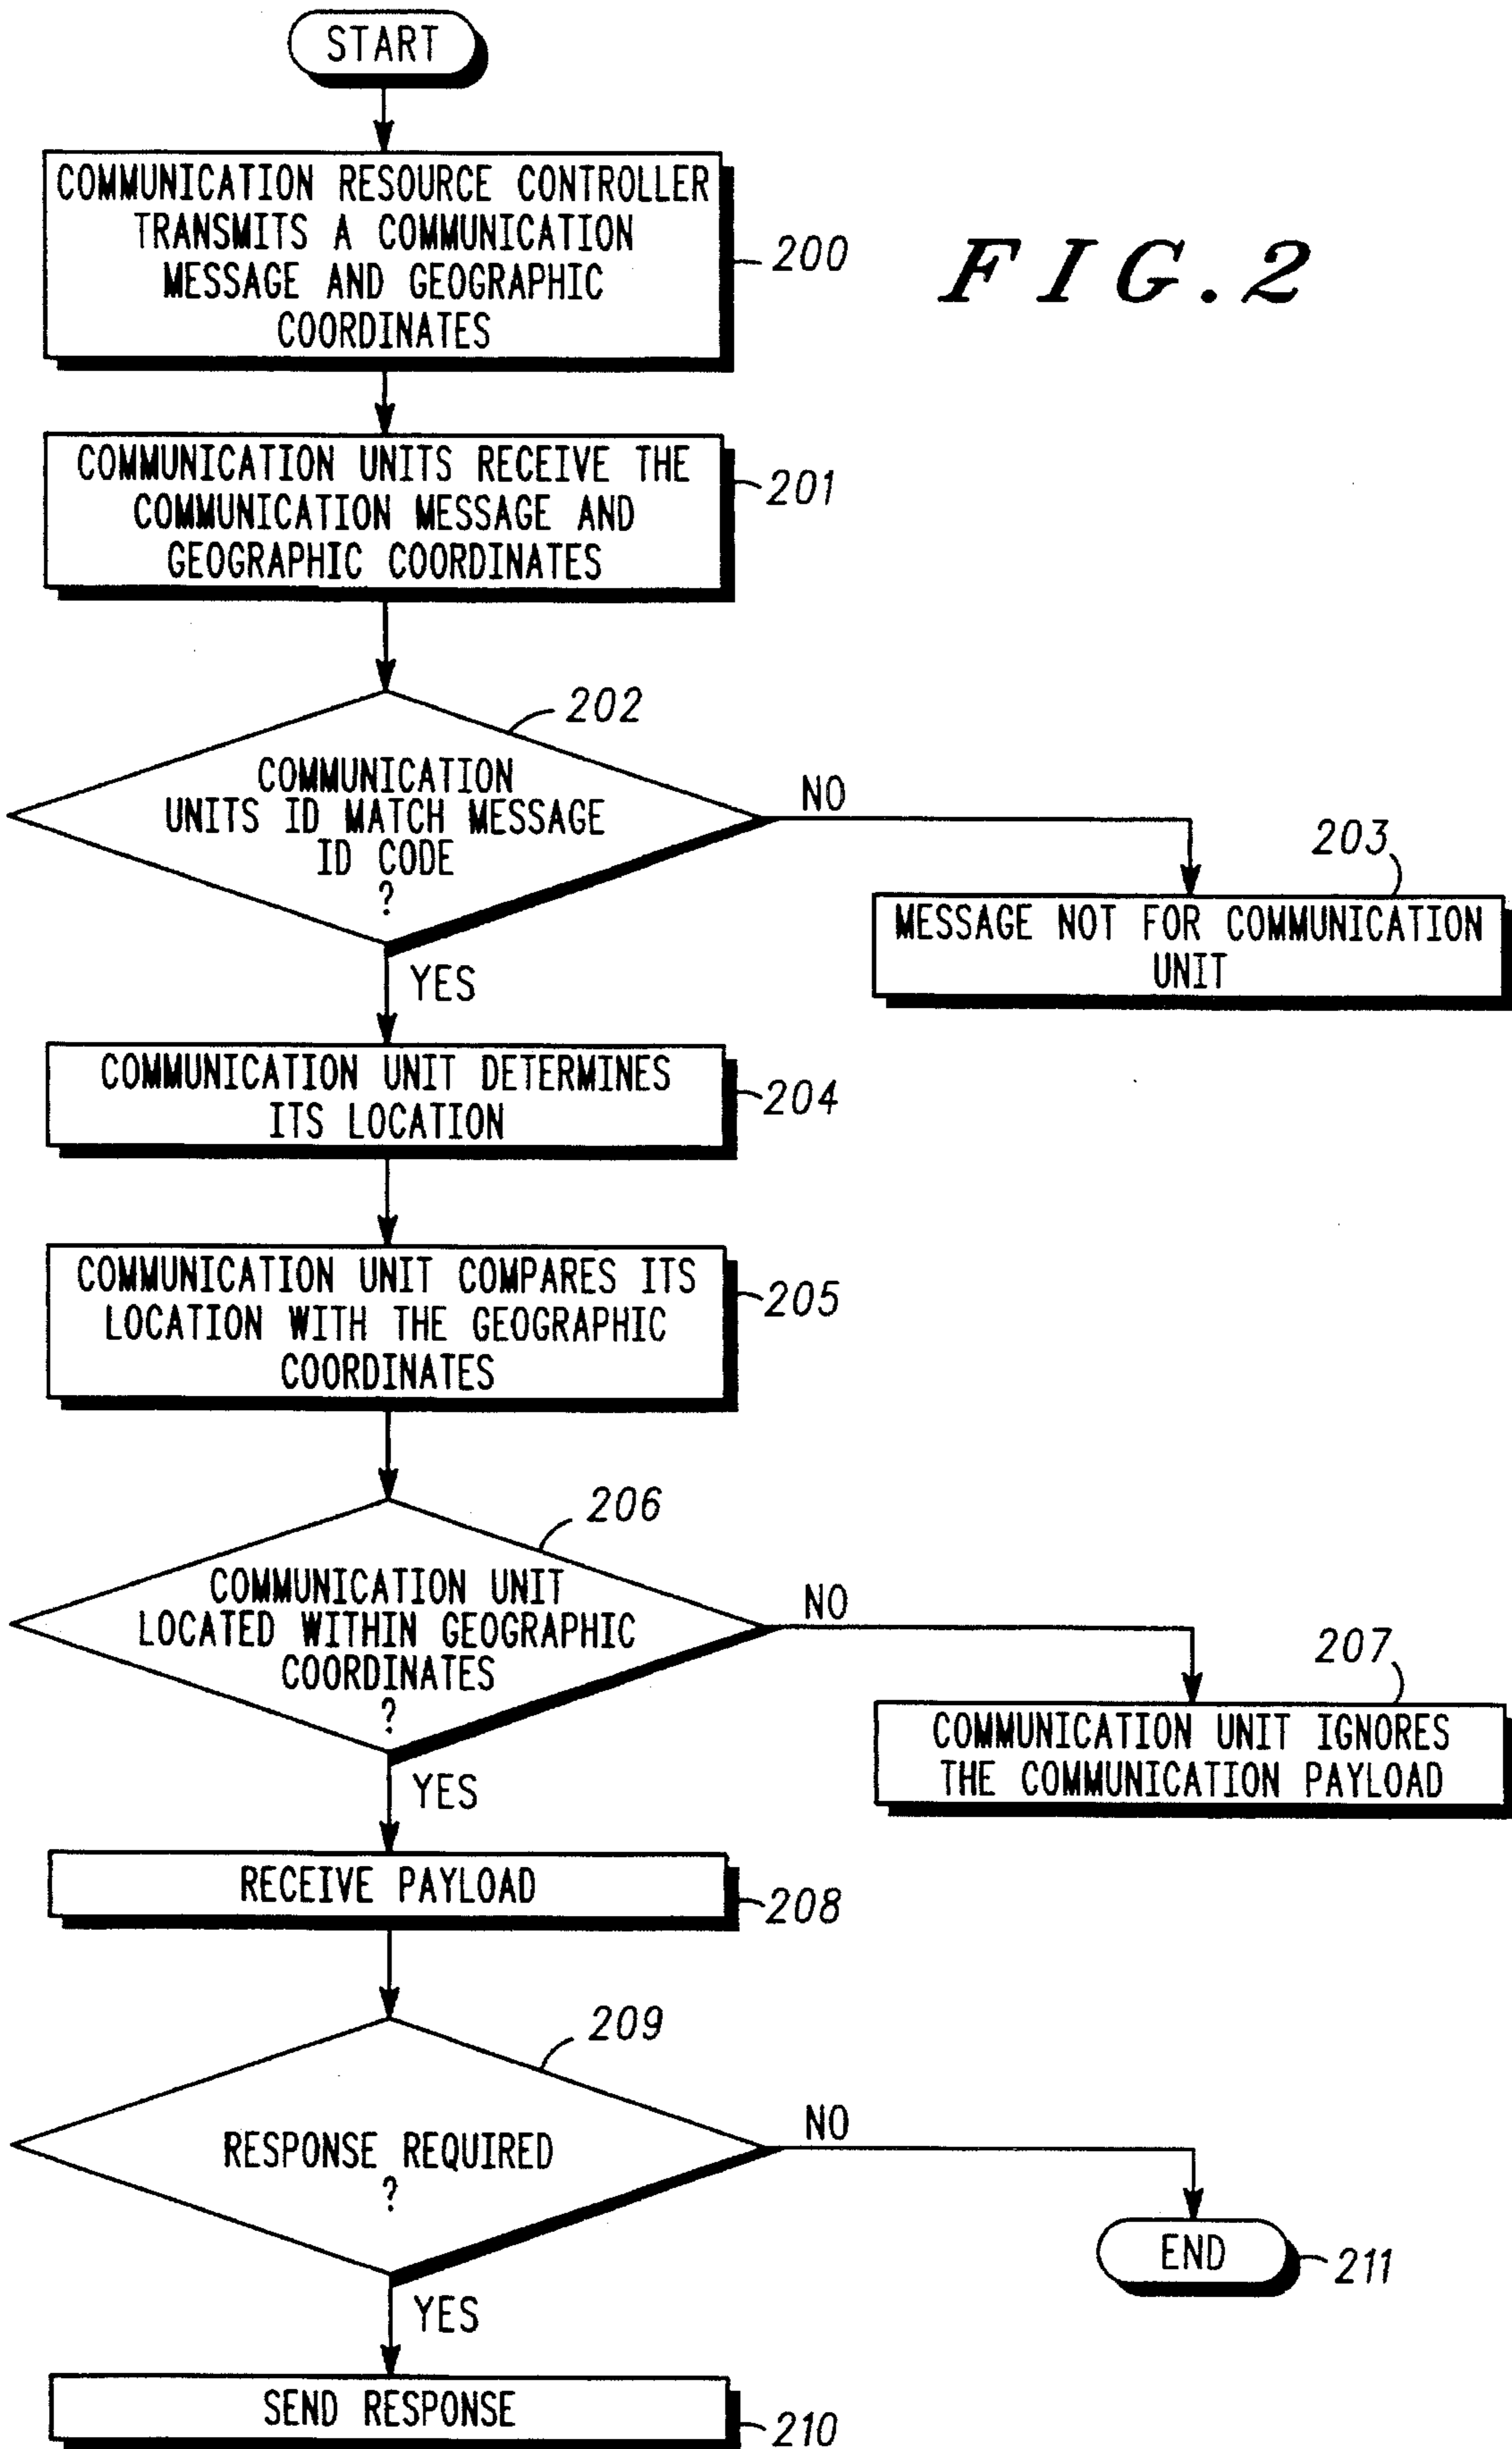 START
COMMUNICATION RESOURCE CONTROLLER
TRANSMITS A COMMUNICATION
MESSAGE AND GEOGRAPHIC
COORDINATES
200
FIG.2
COMMUNICATION UNITS RECEIVE THE
COMMUNICATION MESSAGE AND
GEOGRAPHIC COORDINATES
201
202
COMMUNICATION
UNITS ID MATCH MESSAGE
ID CODE
?
NO
203
MESSAGE NOT FOR COMMUNICATION
UNIT
YES
COMMUNICATION UNIT DETERMINES
ITS LOCATION
204
COMMUNICATION UNIT COMPARES ITS
LOCATION WITH THE GEOGRAPHIC
COORDINATES
205
206
COMMUNICATION UNIT
LOCATED WITHIN GEOGRAPHIC
COORDINATES
?
NO
207
COMMUNICATION UNIT IGNORES
THE COMMUNICATION PAYLOAD
YES
RECEIVE PAYLOAD
208
209
RESPONSE REQUIRED
?
NO
END
211
YES
SEND RESPONSE
210